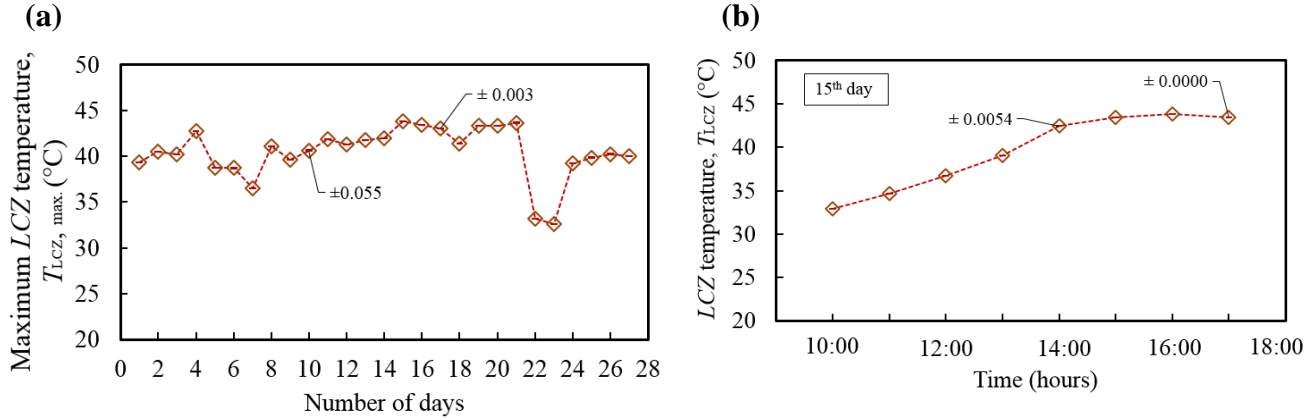 (a)
Maximum LCZ temperature,
T_LCZ, max. (°C)
50
45
40
35
30
25
20
± 0.003
±0.055
0 2 4 6 8 10 12 14 16 18 20 22 24 26 28
Number of days
(b)
LCZ temperature, T_LCZ (°C)
50
45
40
35
30
25
20
15th day
± 0.0000
± 0.0054
10:00 12:00 14:00 16:00 18:00
Time (hours)